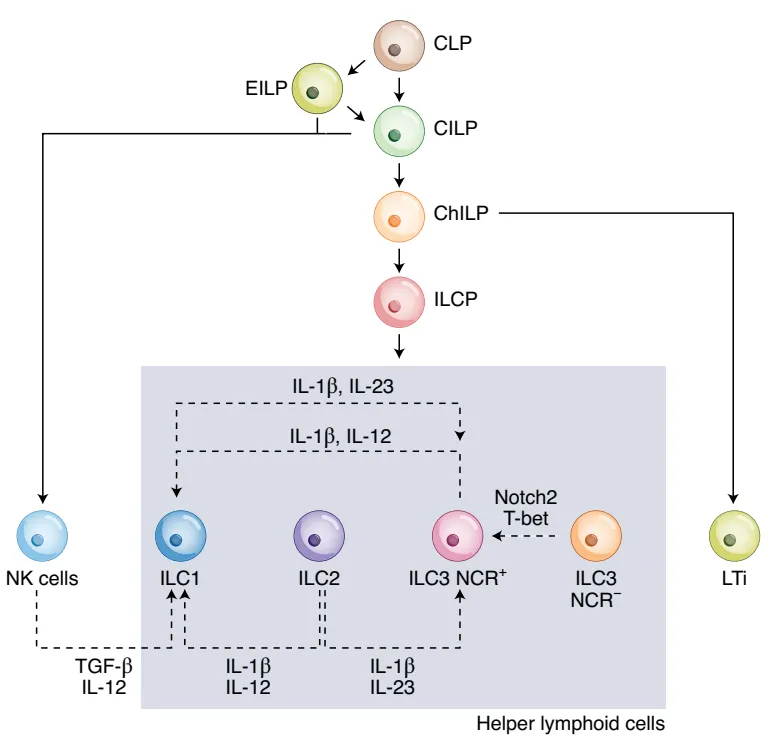 CLP
EILP
CILP
ChILP
ILCP
IL-1β, IL-23
IL-1β, IL-12
Notch2
T-bet
NK cells
ILC1
ILC2
ILC3 NCR⁺
ILC3
NCR⁻
LTi
TGF-β
IL-12
IL-1β
IL-12
IL-1β
IL-23
Helper lymphoid cells